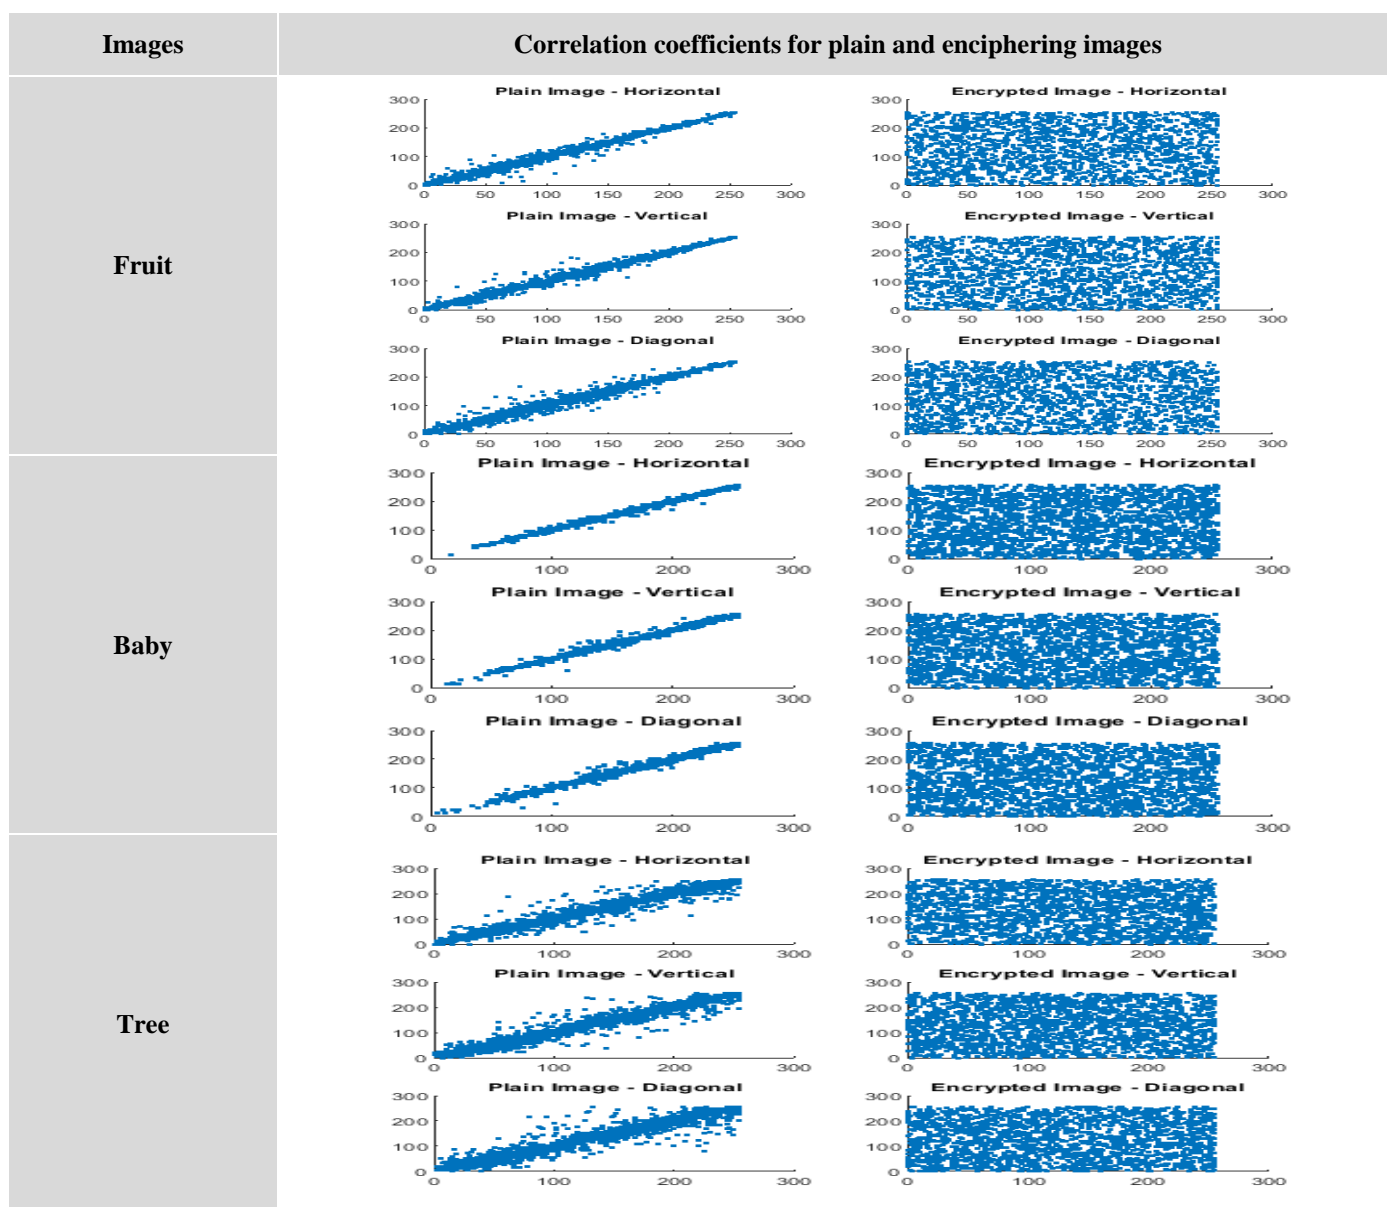 Images
Correlation coefficients for plain and enciphering images
Fruit
Plain Image - Horizontal
300
200
100
0
0 50 100 150 200 250 300
Encrypted Image - Horizontal
300
200
100
0
0 50 100 150 200 250 300
Plain Image - Vertical
300
200
100
0
0 50 100 150 200 250 300
Encrypted Image - Vertical
300
200
100
0
0 50 100 150 200 250 300
Plain Image - Diagonal
300
200
100
0
0 50 100 150 200 250 300
Encrypted Image - Diagonal
300
200
100
0
0 50 100 150 200 250 300
Baby
Plain Image - Horizontal
300
200
100
0
0 100 200 300
Encrypted Image - Horizontal
300
200
100
0
0 100 200 300
Plain Image - Vertical
300
200
100
0
0 100 200 300
Encrypted Image - Vertical
300
200
100
0
0 100 200 300
Plain Image - Diagonal
300
200
100
0
0 100 200 300
Encrypted Image - Diagonal
300
200
100
0
0 100 200 300
Tree
Plain Image - Horizontal
300
200
100
0
0 100 200 300
Encrypted Image - Horizontal
300
200
100
0
0 100 200 300
Plain Image - Vertical
300
200
100
0
0 100 200 300
Encrypted Image - Vertical
300
200
100
0
0 100 200 300
Plain Image - Diagonal
300
200
100
0
0 100 200 300
Encrypted Image - Diagonal
300
200
100
0
0 100 200 300